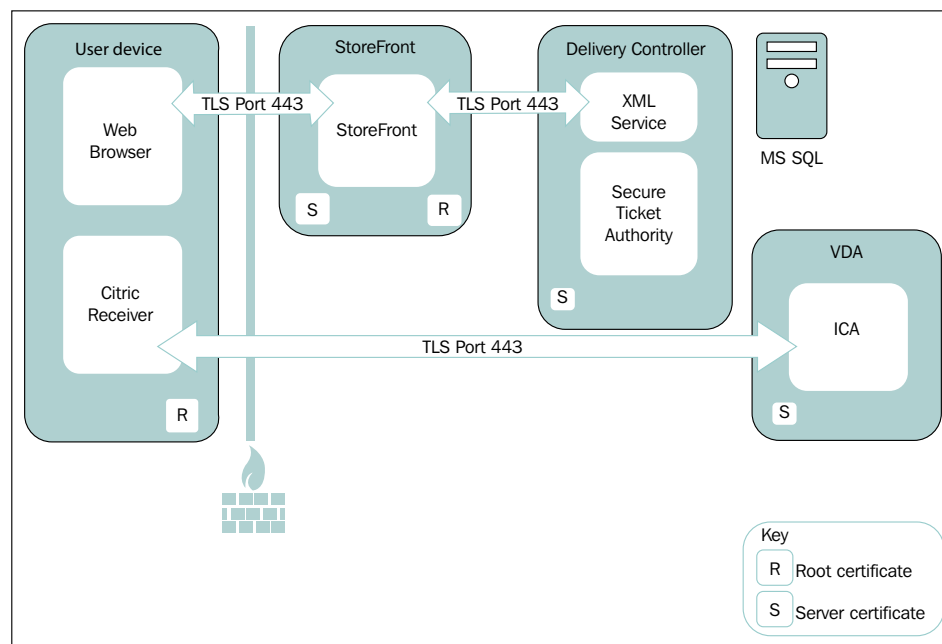 User device
Web
Browser
Citric
Receiver
R
TLS Port 443
StoreFront
StoreFront
S
R
TLS Port 443
Delivery Controller
XML
Service
Secure
Ticket
Authority
S
MS SQL
VDA
ICA
S
TLS Port 443
Key
R Root certificate
S Server certificate